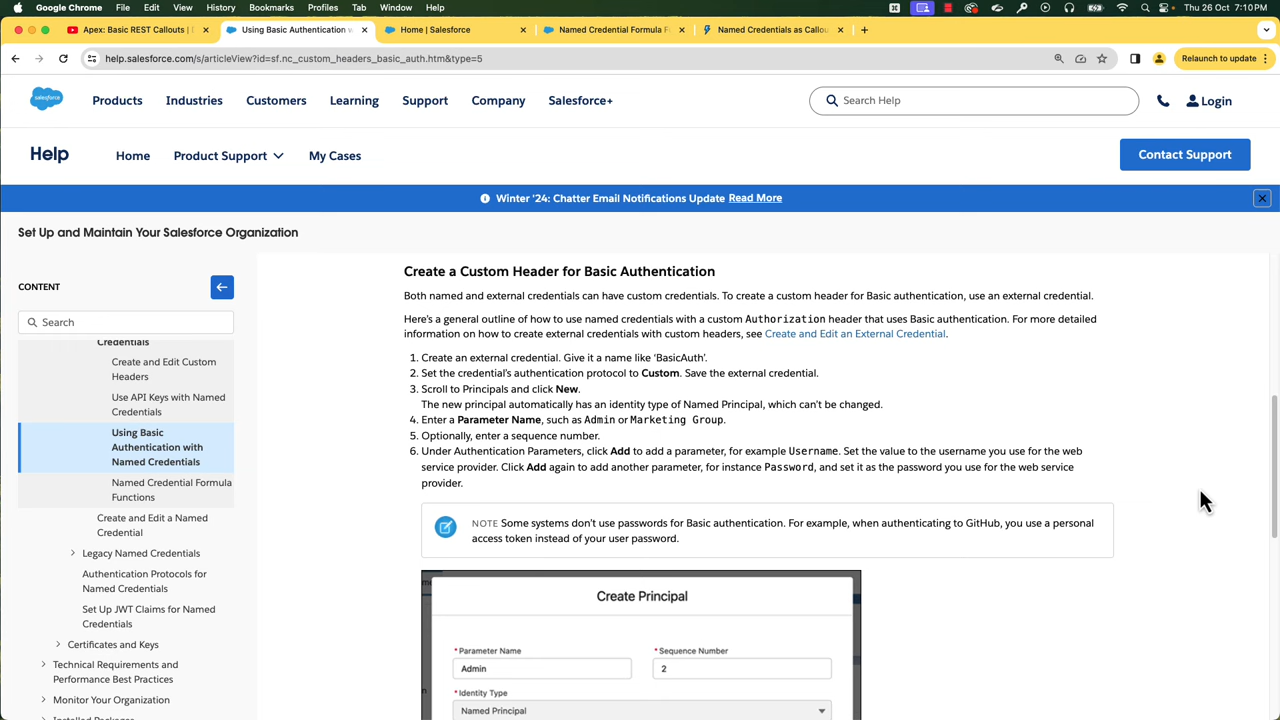 Google Chrome File Edit View History Bookmarks Profiles Tab Window Help Thu 26 Oct 7:10 PM
Apex: Basic REST Callouts |
Using Basic Authentication w
Home | Salesforce
Named Credential Formula F
Named Credentials as Callou
help.salesforce.com/s/articleView?id=sf.nc_custom_headers_basic_auth.htm&type=5
Relaunch to update
salesforce
Products Industries Customers Learning Support Company Salesforce+
Search Help
Login
Help Home Product Support My Cases
Contact Support
Winter '24: Chatter Email Notifications Update Read More
Set Up and Maintain Your Salesforce Organization
CONTENT
Search
Credentials
Create and Edit Custom
Headers
Use API Keys with Named
Credentials
Using Basic
Authentication with
Named Credentials
Named Credential Formula
Functions
Create and Edit a Named
Credential
Legacy Named Credentials
Authentication Protocols for
Named Credentials
Set Up JWT Claims for Named
Credentials
Certificates and Keys
Technical Requirements and
Performance Best Practices
Monitor Your Organization
Installed Packages
Create a Custom Header for Basic Authentication
Both named and external credentials can have custom credentials. To create a custom header for Basic authentication, use an external credential.
Here's a general outline of how to use named credentials with a custom Authorization header that uses Basic authentication. For more detailed
information on how to create external credentials with custom headers, see Create and Edit an External Credential.
1. Create an external credential. Give it a name like 'BasicAuth'.
2. Set the credential's authentication protocol to Custom. Save the external credential.
3. Scroll to Principals and click New.
The new principal automatically has an identity type of Named Principal, which can't be changed.
4. Enter a Parameter Name, such as Admin or Marketing Group.
5. Optionally, enter a sequence number.
6. Under Authentication Parameters, click Add to add a parameter, for example Username. Set the value to the username you use for the web
service provider. Click Add again to add another parameter, for instance Password, and set it as the password you use for the web service
provider.
NOTE Some systems don't use passwords for Basic authentication. For example, when authenticating to GitHub, you use a personal
access token instead of your user password.
Create Principal
*Parameter Name
*Sequence Number
Admin
2
*Identity Type
Named Principal